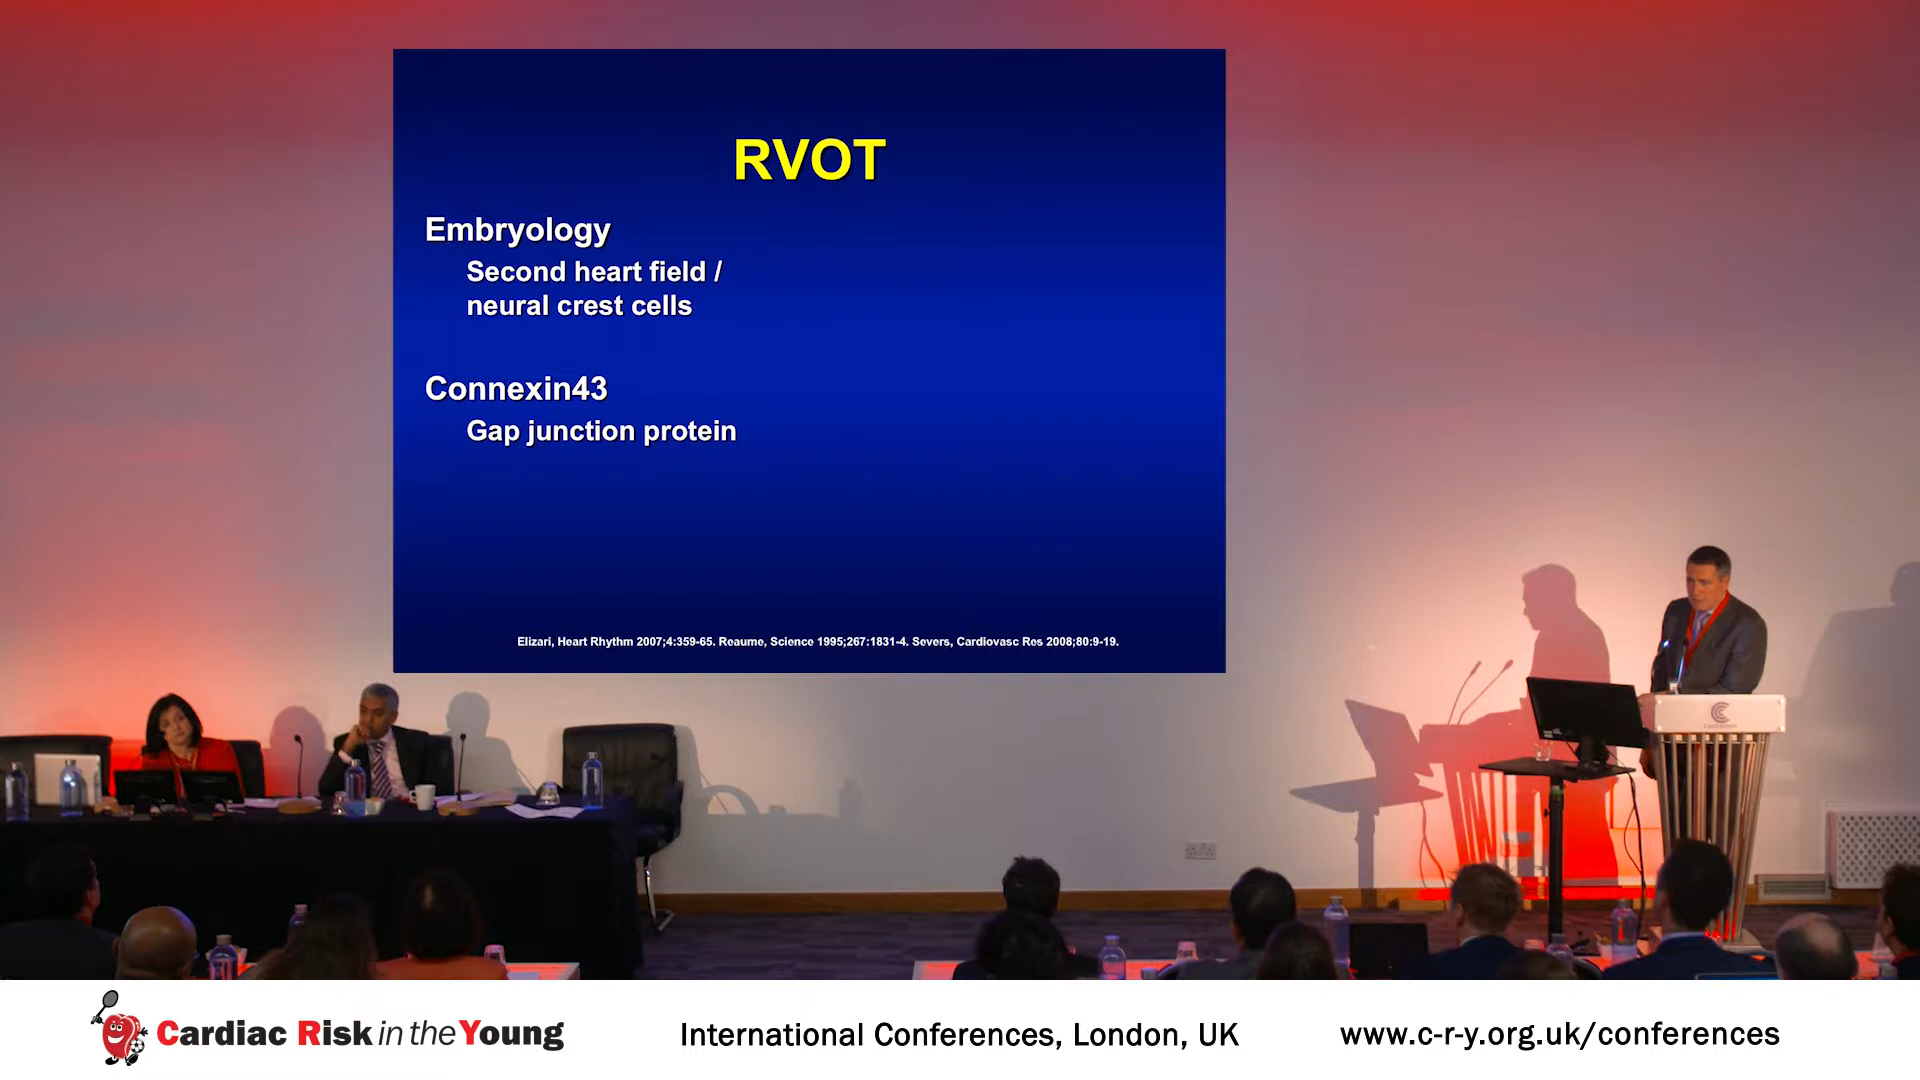 RVOT
Embryology
Second heart field /
neural crest cells
Connexin43
Gap junction protein
Elizari, Heart Rhythm 2007;4:359-65. Reaume, Science 1995;267:1831-4. Severs, Cardiovasc Res 2008;80:9-19.
Cardiac Risk in the Young
International Conferences, London, UK
www.c-r-y.org.uk/conferences